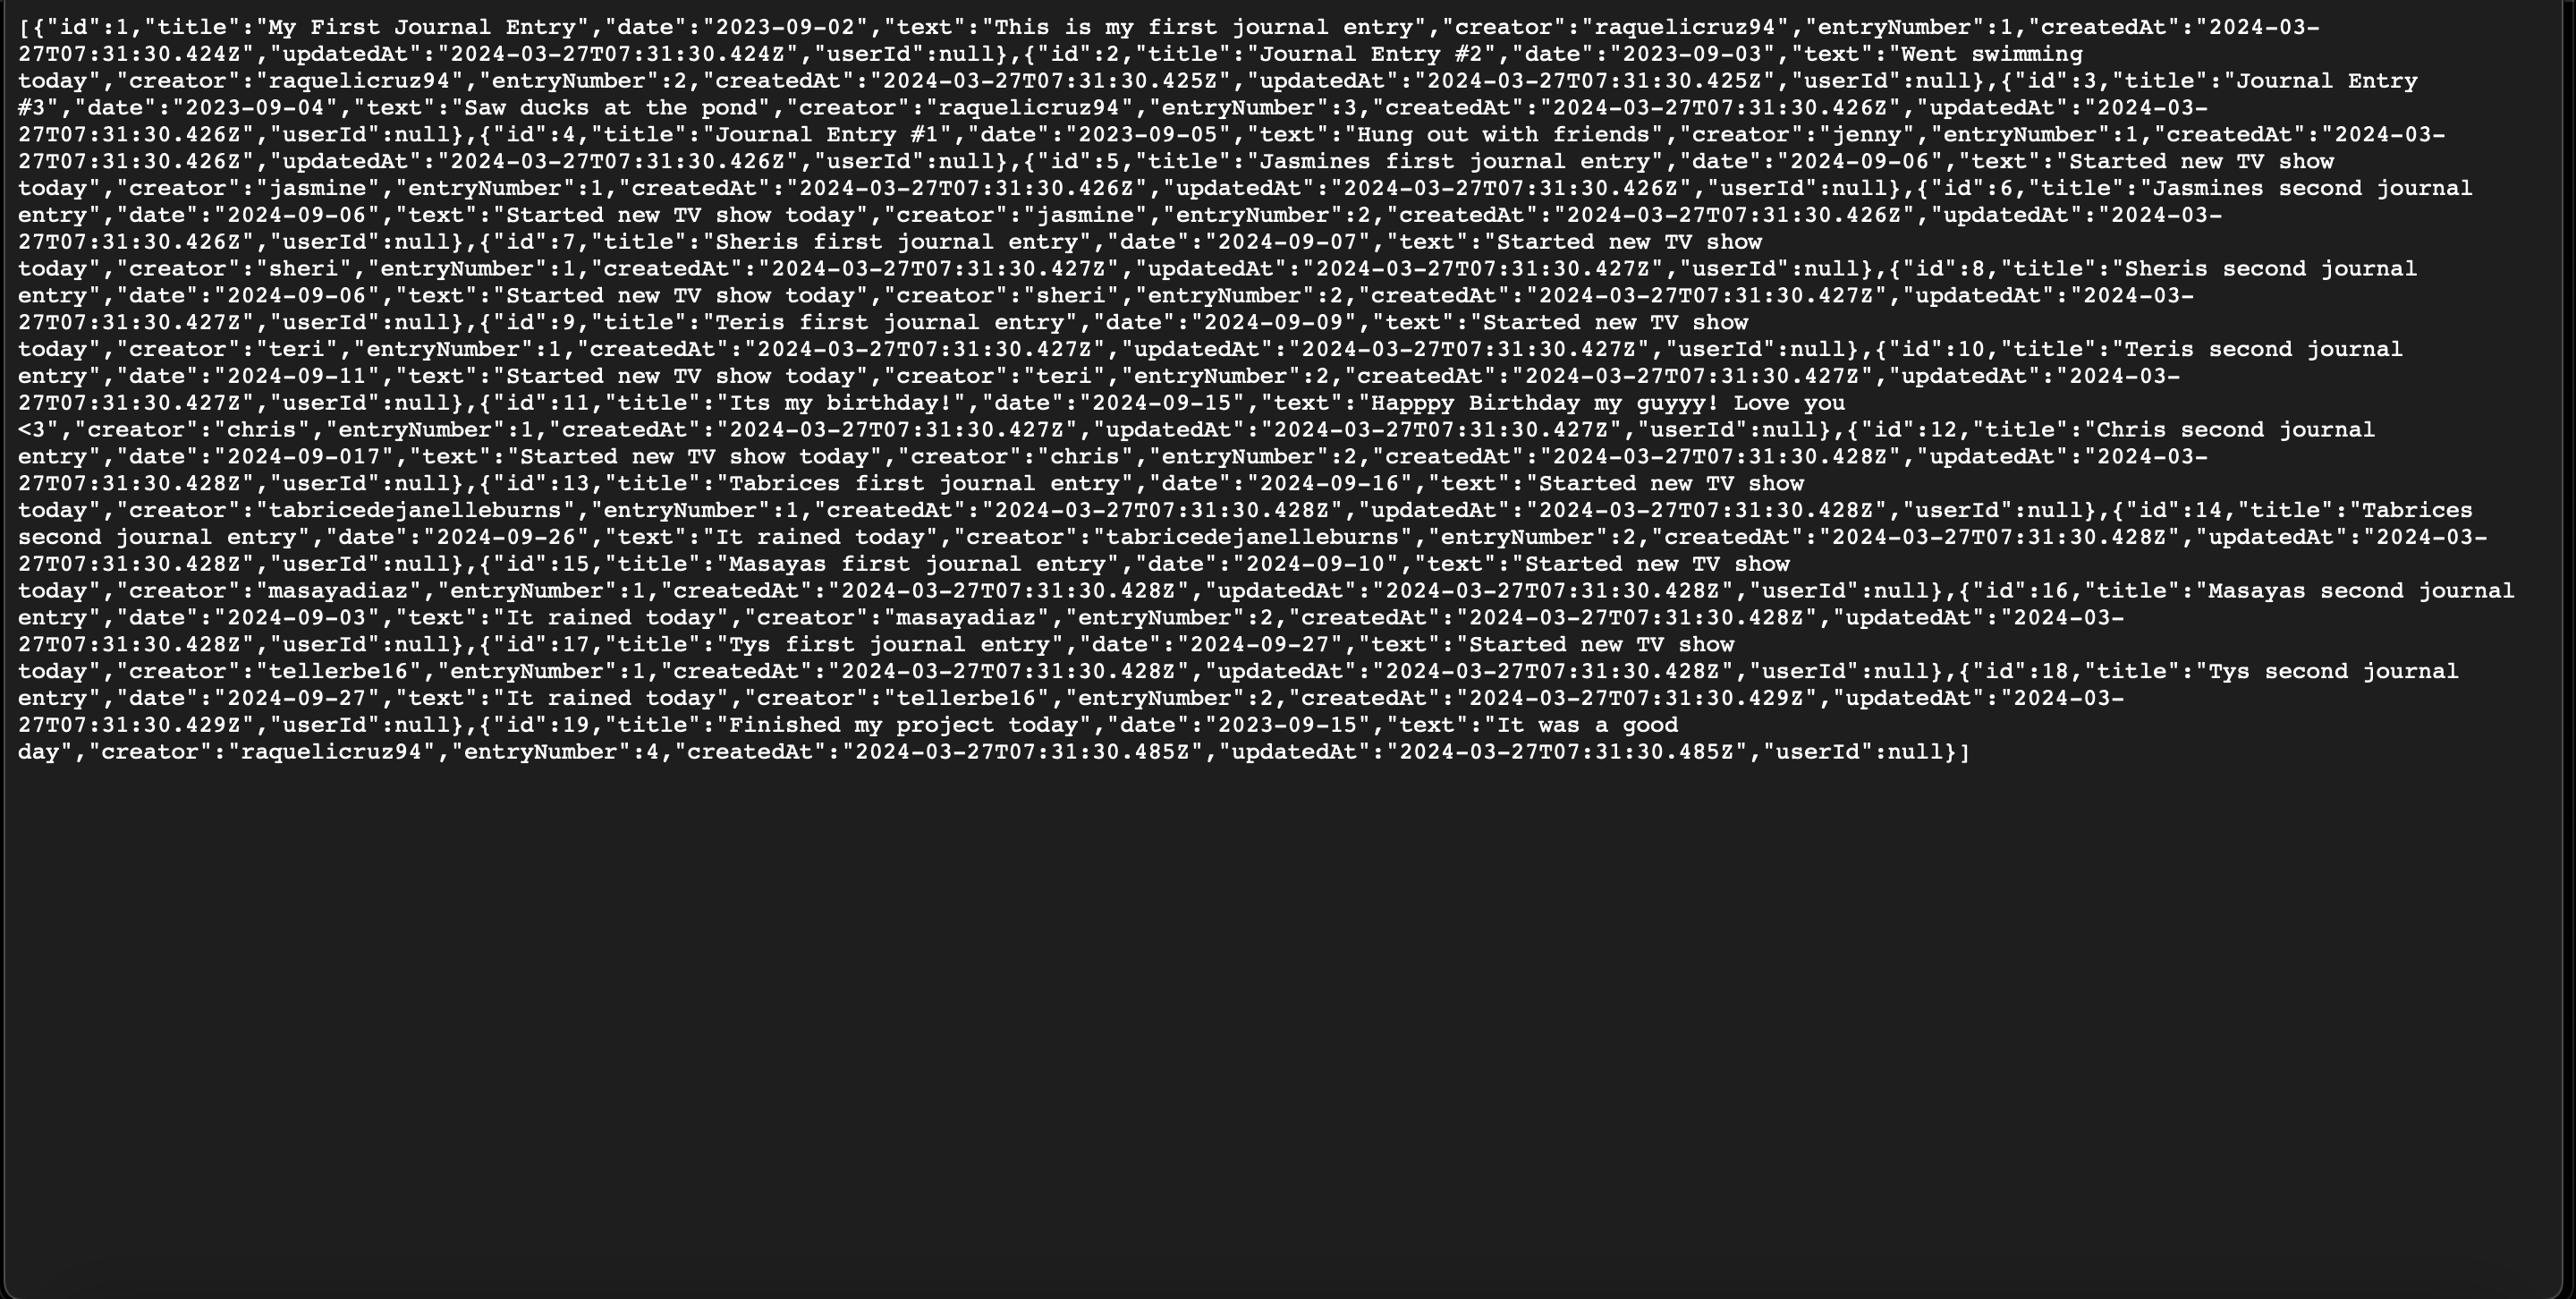 [{"id":1,"title":"My First Journal Entry","date":"2023-09-02","text":"This is my first journal entry","creator":"raquelicruz94","entryNumber":1,"createdAt":"2024-03-
27T07:31:30.424Z","updatedAt":"2024-03-27T07:31:30.424Z","userId":null},{"id":2,"title":"Journal Entry #2","date":"2023-09-03","text":"Went swimming
today","creator":"raquelicruz94","entryNumber":2,"createdAt":"2024-03-27T07:31:30.425Z","updatedAt":"2024-03-27T07:31:30.425Z","userId":null},{"id":3,"title":"Journal Entry
#3","date":"2023-09-04","text":"Saw ducks at the pond","creator":"raquelicruz94","entryNumber":3,"createdAt":"2024-03-27T07:31:30.426Z","updatedAt":"2024-03-
27T07:31:30.426Z","userId":null},{"id":4,"title":"Journal Entry #1","date":"2023-09-05","text":"Hung out with friends","creator":"jenny","entryNumber":1,"createdAt":"2024-03-
27T07:31:30.426Z","updatedAt":"2024-03-27T07:31:30.426Z","userId":null},{"id":5,"title":"Jasmines first journal entry","date":"2024-09-06","text":"Started new TV show
today","creator":"jasmine","entryNumber":1,"createdAt":"2024-03-27T07:31:30.426Z","updatedAt":"2024-03-27T07:31:30.426Z","userId":null},{"id":6,"title":"Jasmines second journal
entry","date":"2024-09-06","text":"Started new TV show today","creator":"jasmine","entryNumber":2,"createdAt":"2024-03-27T07:31:30.426Z","updatedAt":"2024-03-
27T07:31:30.426Z","userId":null},{"id":7,"title":"Sheris first journal entry","date":"2024-09-07","text":"Started new TV show
today","creator":"sheri","entryNumber":1,"createdAt":"2024-03-27T07:31:30.427Z","updatedAt":"2024-03-27T07:31:30.427Z","userId":null},{"id":8,"title":"Sheris second journal
entry","date":"2024-09-06","text":"Started new TV show today","creator":"sheri","entryNumber":2,"createdAt":"2024-03-27T07:31:30.427Z","updatedAt":"2024-03-
27T07:31:30.427Z","userId":null},{"id":9,"title":"Teris first journal entry","date":"2024-09-09","text":"Started new TV show
today","creator":"teri","entryNumber":1,"createdAt":"2024-03-27T07:31:30.427Z","updatedAt":"2024-03-27T07:31:30.427Z","userId":null},{"id":10,"title":"Teris second journal
entry","date":"2024-09-11","text":"Started new TV show today","creator":"teri","entryNumber":2,"createdAt":"2024-03-27T07:31:30.427Z","updatedAt":"2024-03-
27T07:31:30.427Z","userId":null},{"id":11,"title":"Its my birthday!","date":"2024-09-15","text":"Happpy Birthday my guyyy! Love you
<3","creator":"chris","entryNumber":1,"createdAt":"2024-03-27T07:31:30.427Z","updatedAt":"2024-03-27T07:31:30.427Z","userId":null},{"id":12,"title":"Chris second journal
entry","date":"2024-09-017","text":"Started new TV show today","creator":"chris","entryNumber":2,"createdAt":"2024-03-27T07:31:30.428Z","updatedAt":"2024-03-
27T07:31:30.428Z","userId":null},{"id":13,"title":"Tabrices first journal entry","date":"2024-09-16","text":"Started new TV show
today","creator":"tabricedejanelleburns","entryNumber":1,"createdAt":"2024-03-27T07:31:30.428Z","updatedAt":"2024-03-27T07:31:30.428Z","userId":null},{"id":14,"title":"Tabrices
second journal entry","date":"2024-09-26","text":"It rained today","creator":"tabricedejanelleburns","entryNumber":2,"createdAt":"2024-03-27T07:31:30.428Z","updatedAt":"2024-03-
27T07:31:30.428Z","userId":null},{"id":15,"title":"Masayas first journal entry","date":"2024-09-10","text":"Started new TV show
today","creator":"masayadiaz","entryNumber":1,"createdAt":"2024-03-27T07:31:30.428Z","updatedAt":"2024-03-27T07:31:30.428Z","userId":null},{"id":16,"title":"Masayas second journal
entry","date":"2024-09-03","text":"It rained today","creator":"masayadiaz","entryNumber":2,"createdAt":"2024-03-27T07:31:30.428Z","updatedAt":"2024-03-
27T07:31:30.428Z","userId":null},{"id":17,"title":"Tys first journal entry","date":"2024-09-27","text":"Started new TV show
today","creator":"tellerbe16","entryNumber":1,"createdAt":"2024-03-27T07:31:30.428Z","updatedAt":"2024-03-27T07:31:30.428Z","userId":null},{"id":18,"title":"Tys second journal
entry","date":"2024-09-27","text":"It rained today","creator":"tellerbe16","entryNumber":2,"createdAt":"2024-03-27T07:31:30.429Z","updatedAt":"2024-03-
27T07:31:30.429Z","userId":null},{"id":19,"title":"Finished my project today","date":"2023-09-15","text":"It was a good
day","creator":"raquelicruz94","entryNumber":4,"createdAt":"2024-03-27T07:31:30.485Z","updatedAt":"2024-03-27T07:31:30.485Z","userId":null}]